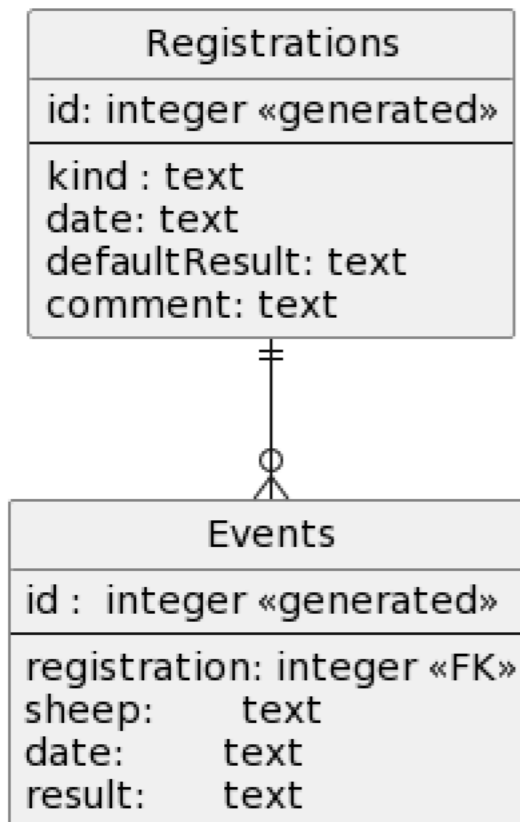 Registrations
id: integer «generated»
kind : text
date: text
defaultResult: text
comment: text
Events
id :  integer «generated»
registration: integer «FK»
sheep:        text
date:         text
result:       text